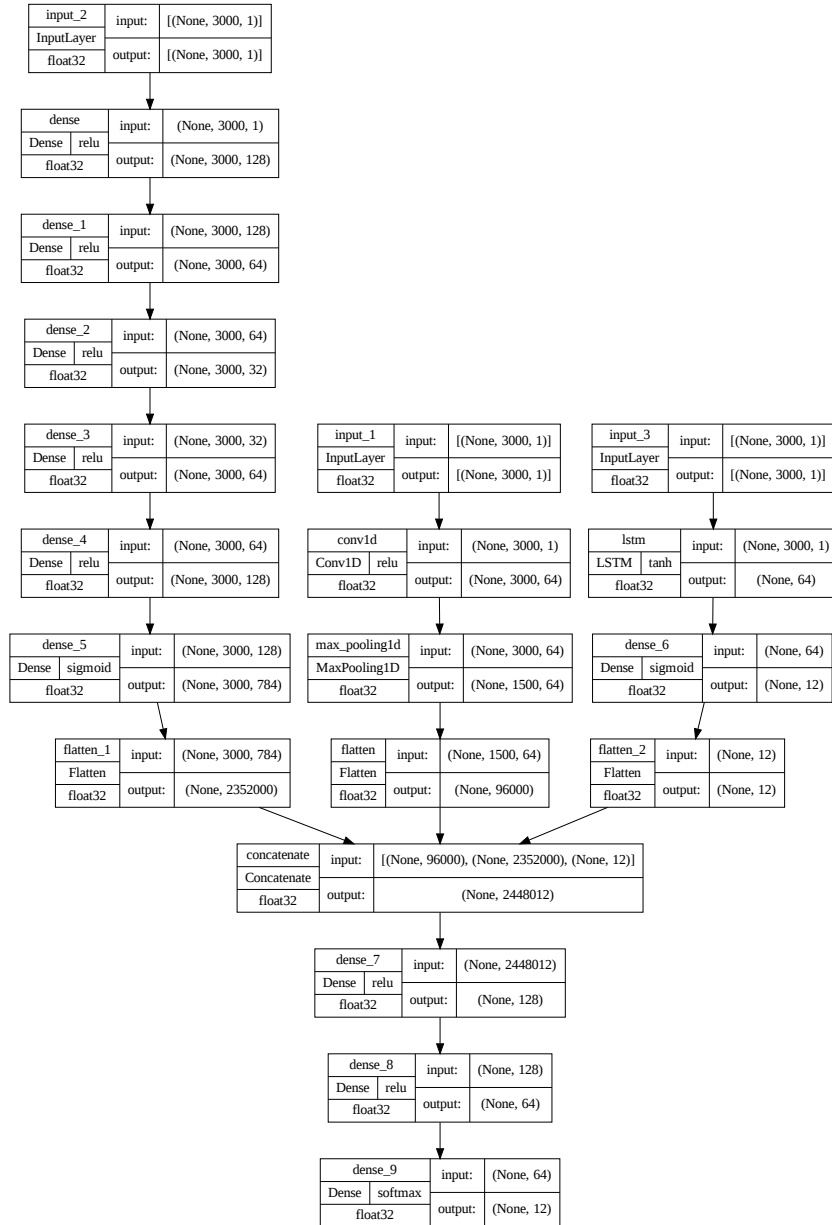 input_2
InputLayer
float32
input:
[(None, 3000, 1)]
output:
[(None, 3000, 1)]
dense
Dense relu
float32
input:
(None, 3000, 1)
output:
(None, 3000, 128)
dense_1
Dense relu
float32
input:
(None, 3000, 128)
output:
(None, 3000, 64)
dense_2
Dense relu
float32
input:
(None, 3000, 64)
output:
(None, 3000, 32)
dense_3
Dense relu
float32
input:
(None, 3000, 32)
output:
(None, 3000, 64)
input_1
InputLayer
float32
input:
[(None, 3000, 1)]
output:
[(None, 3000, 1)]
input_3
InputLayer
float32
input:
[(None, 3000, 1)]
output:
[(None, 3000, 1)]
dense_4
Dense relu
float32
input:
(None, 3000, 64)
output:
(None, 3000, 128)
conv1d
Conv1D relu
float32
input:
(None, 3000, 1)
output:
(None, 3000, 64)
lstm
LSTM tanh
float32
input:
(None, 3000, 1)
output:
(None, 64)
dense_5
Dense sigmoid
float32
input:
(None, 3000, 128)
output:
(None, 3000, 784)
max_pooling1d
MaxPooling1D
float32
input:
(None, 3000, 64)
output:
(None, 1500, 64)
dense_6
Dense sigmoid
float32
input:
(None, 64)
output:
(None, 12)
flatten_1
Flatten
float32
input:
(None, 3000, 784)
output:
(None, 2352000)
flatten
Flatten
float32
input:
(None, 1500, 64)
output:
(None, 96000)
flatten_2
Flatten
float32
input:
(None, 12)
output:
(None, 12)
concatenate
Concatenate
float32
input:
[(None, 96000), (None, 2352000), (None, 12)]
output:
(None, 2448012)
dense_7
Dense relu
float32
input:
(None, 2448012)
output:
(None, 128)
dense_8
Dense relu
float32
input:
(None, 128)
output:
(None, 64)
dense_9
Dense softmax
float32
input:
(None, 64)
output:
(None, 12)